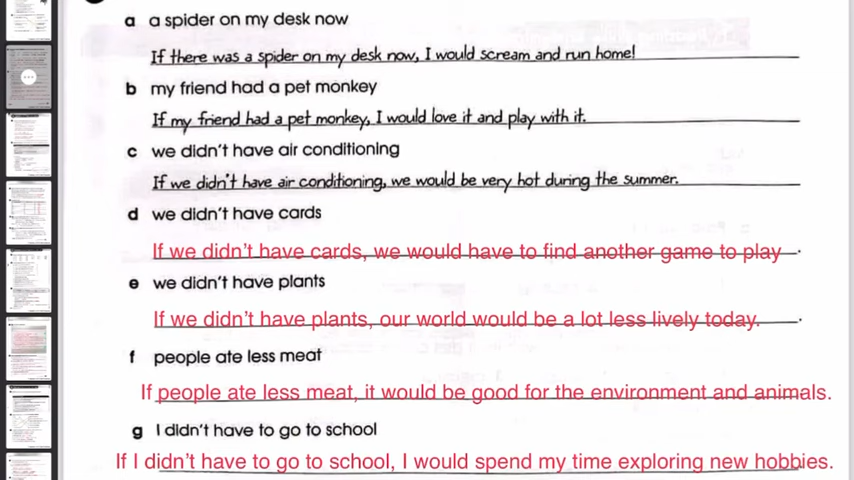 a a spider on my desk now
If there was a spider on my desk now, I would scream and run home!
b my friend had a pet monkey
If my friend had a pet monkey, I would love it and play with it.
c we didn't have air conditioning
If we didn't have air conditioning, we would be very hot during the summer.
d we didn't have cards
If we didn't have cards, we would have to find another game to play .
e we didn't have plants
If we didn't have plants, our world would be a lot less lively today. .
f people ate less meat
If people ate less meat, it would be good for the environment and animals.
g I didn't have to go to school
If I didn't have to go to school, I would spend my time exploring new hobbies.